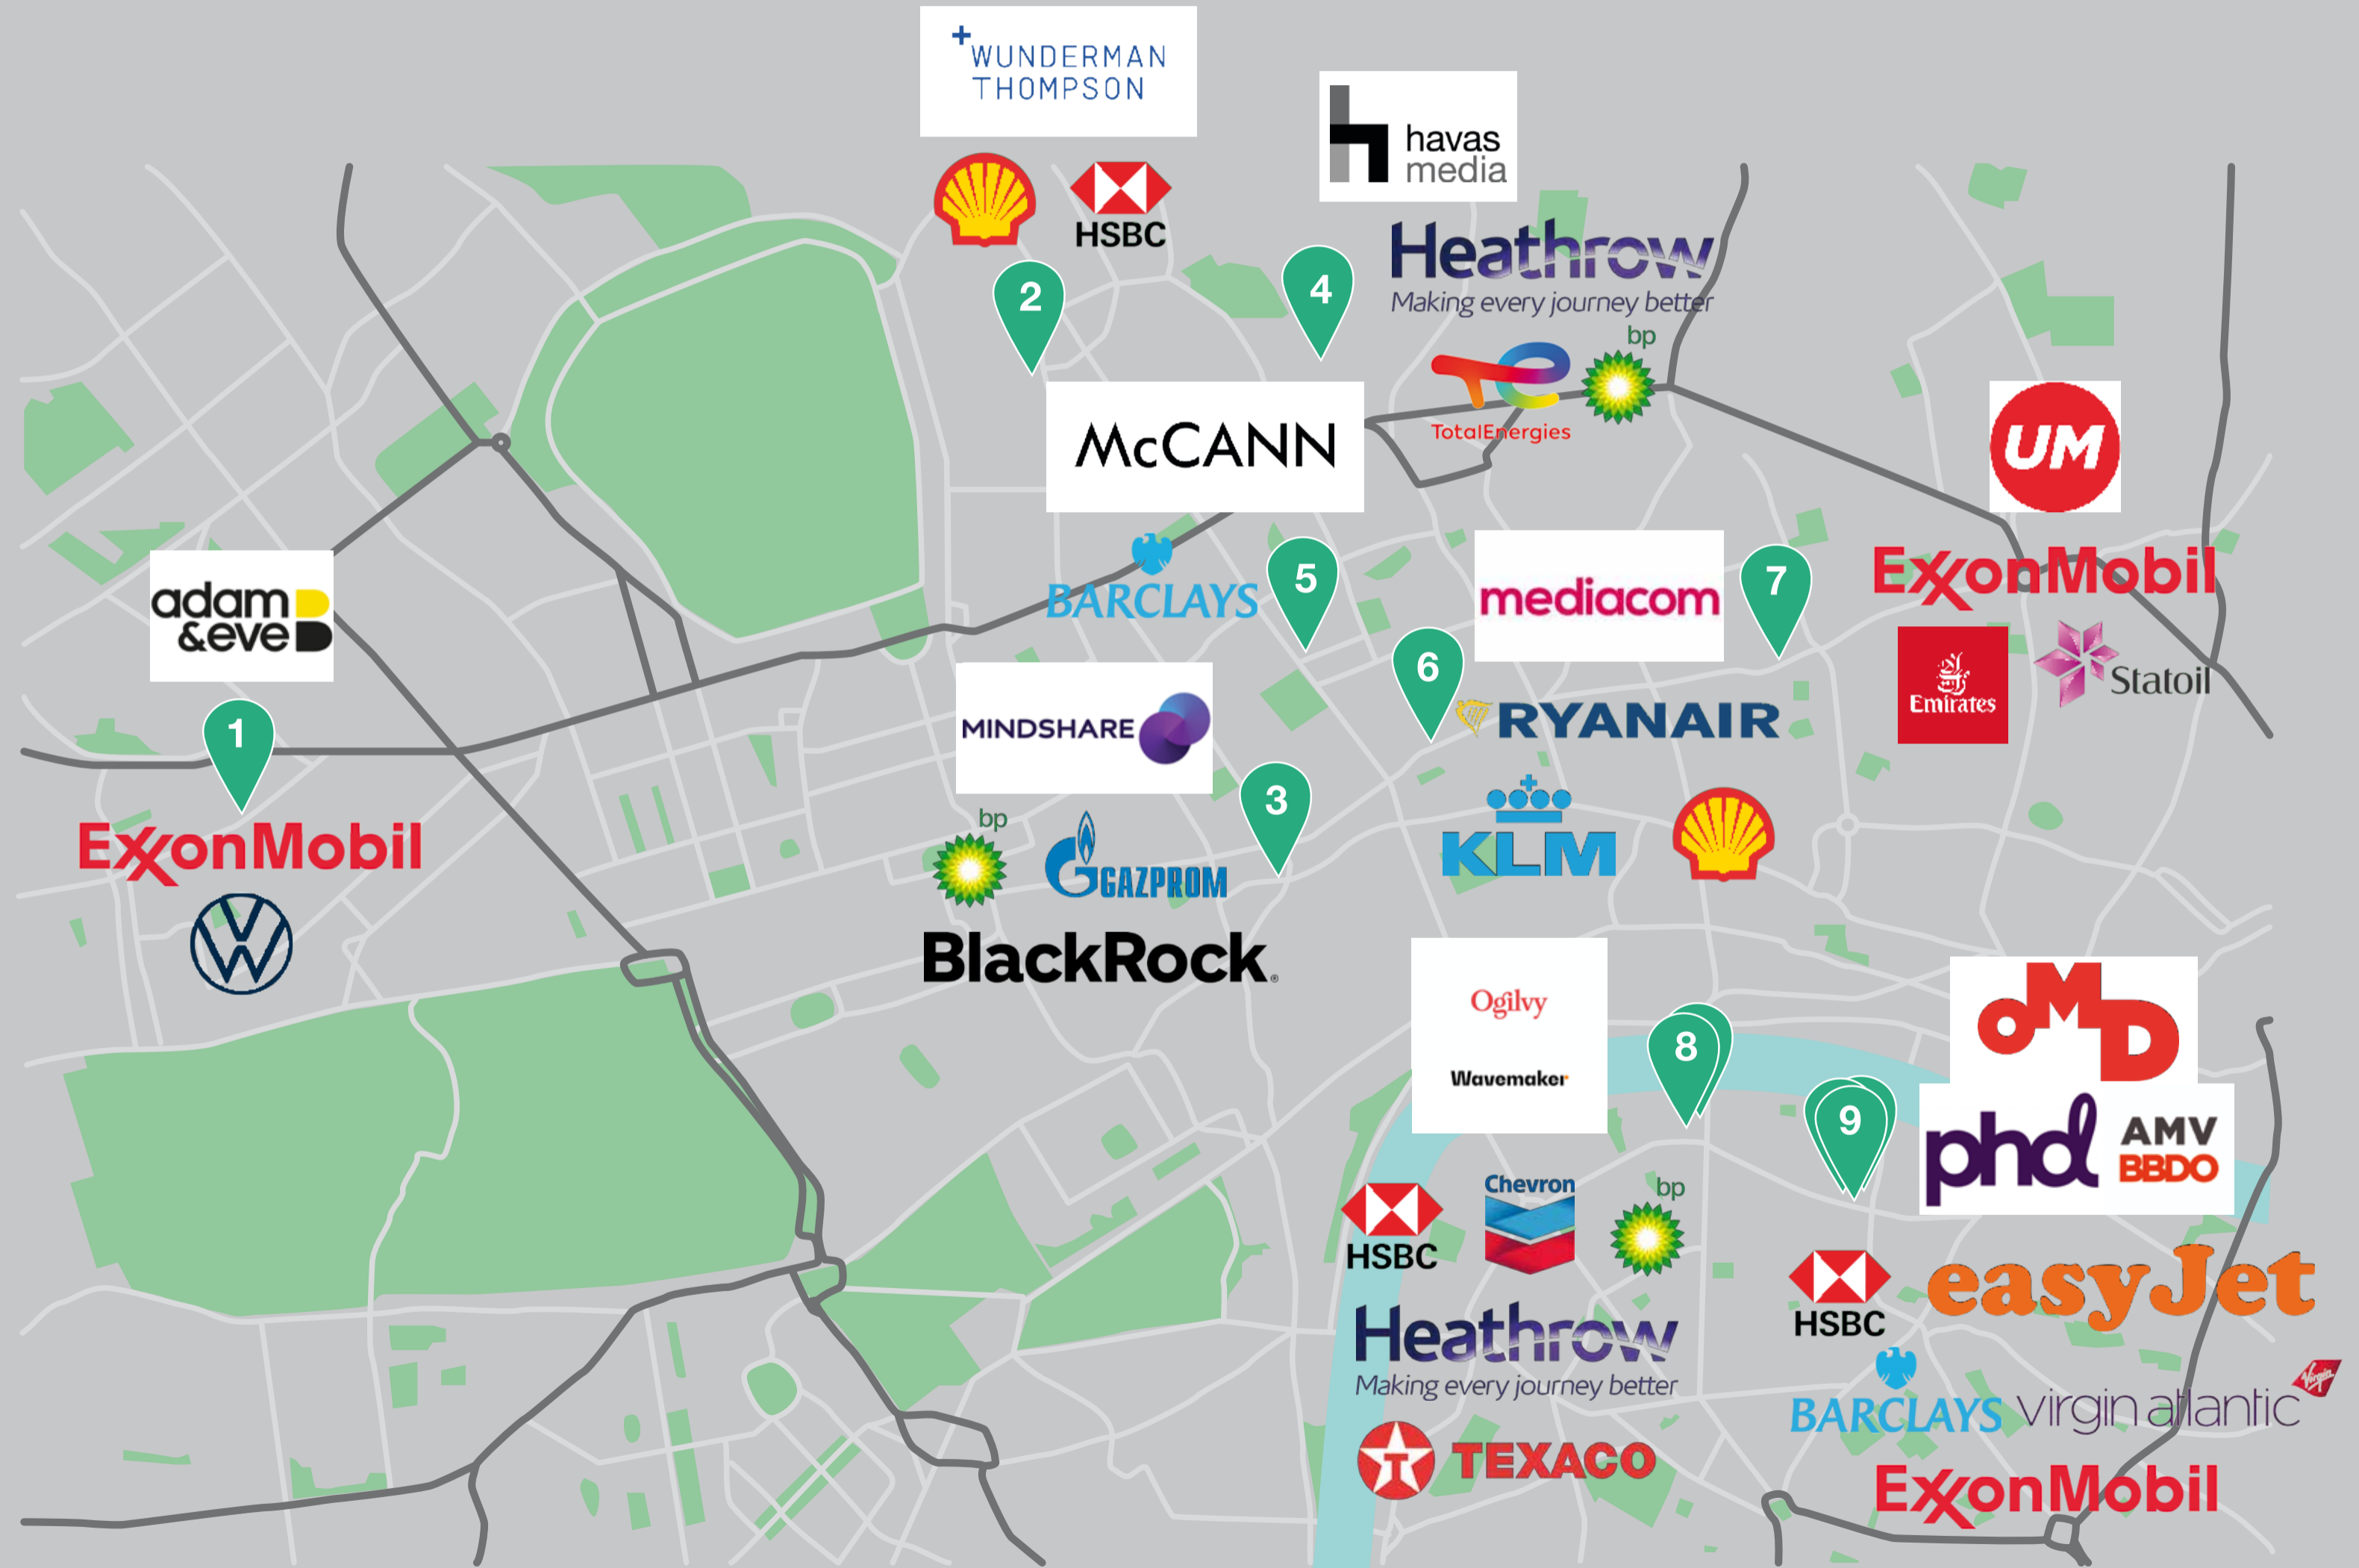 WUNDERMAN
THOMPSON
HSBC
2
havas
media
4
Heathrow
Making every journey better
bp
TotalEnergies
McCANN
BARCLAYS
5
UM
ExxonMobil
Emirates
Statoil
adam
&eve
1
ExxonMobil
VW
mediacom
7
6
RYANAIR
KLM
MINDSHARE
3
bp
GAZPROM
BlackRock®
Ogilvy
Wavemaker
8
HSBC
Chevron
bp
Heathrow
Making every journey better
T TEXACO
OMD
phd
AMV
BBDO
9
HSBC
easyJet
BARCLAYS
virgin atlantic
Virgin
ExxonMobil